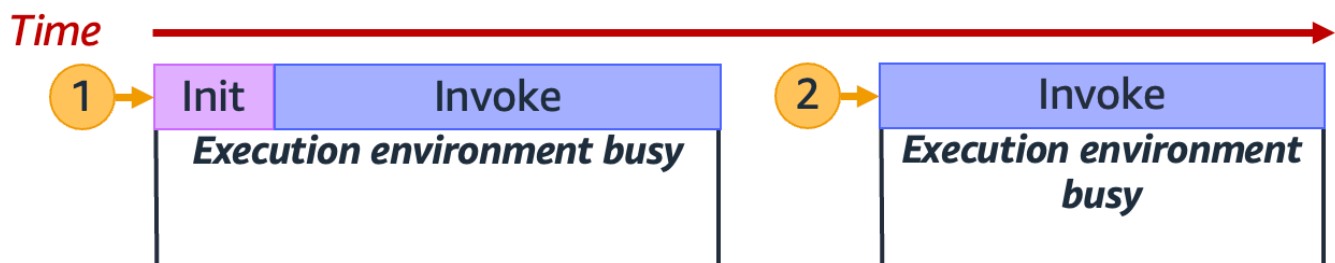 Time
1
Init
Invoke
2
Invoke
Execution environment busy
Execution environment
busy